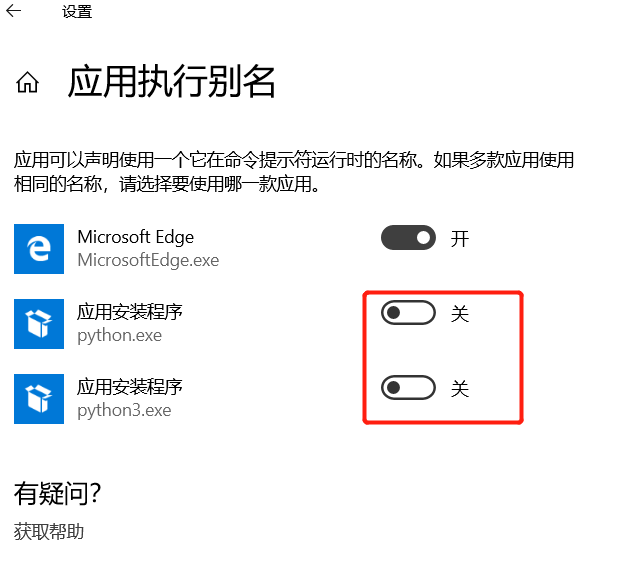 设置
应用执行别名
应用可以声明使用一个它在命令提示符运行时的名称。如果多款应用使用
相同的名称，请选择要使用哪一款应用。
Microsoft Edge
MicrosoftEdge.exe
开
应用安装程序
python.exe
关
应用安装程序
python3.exe
关
有疑问?
获取帮助